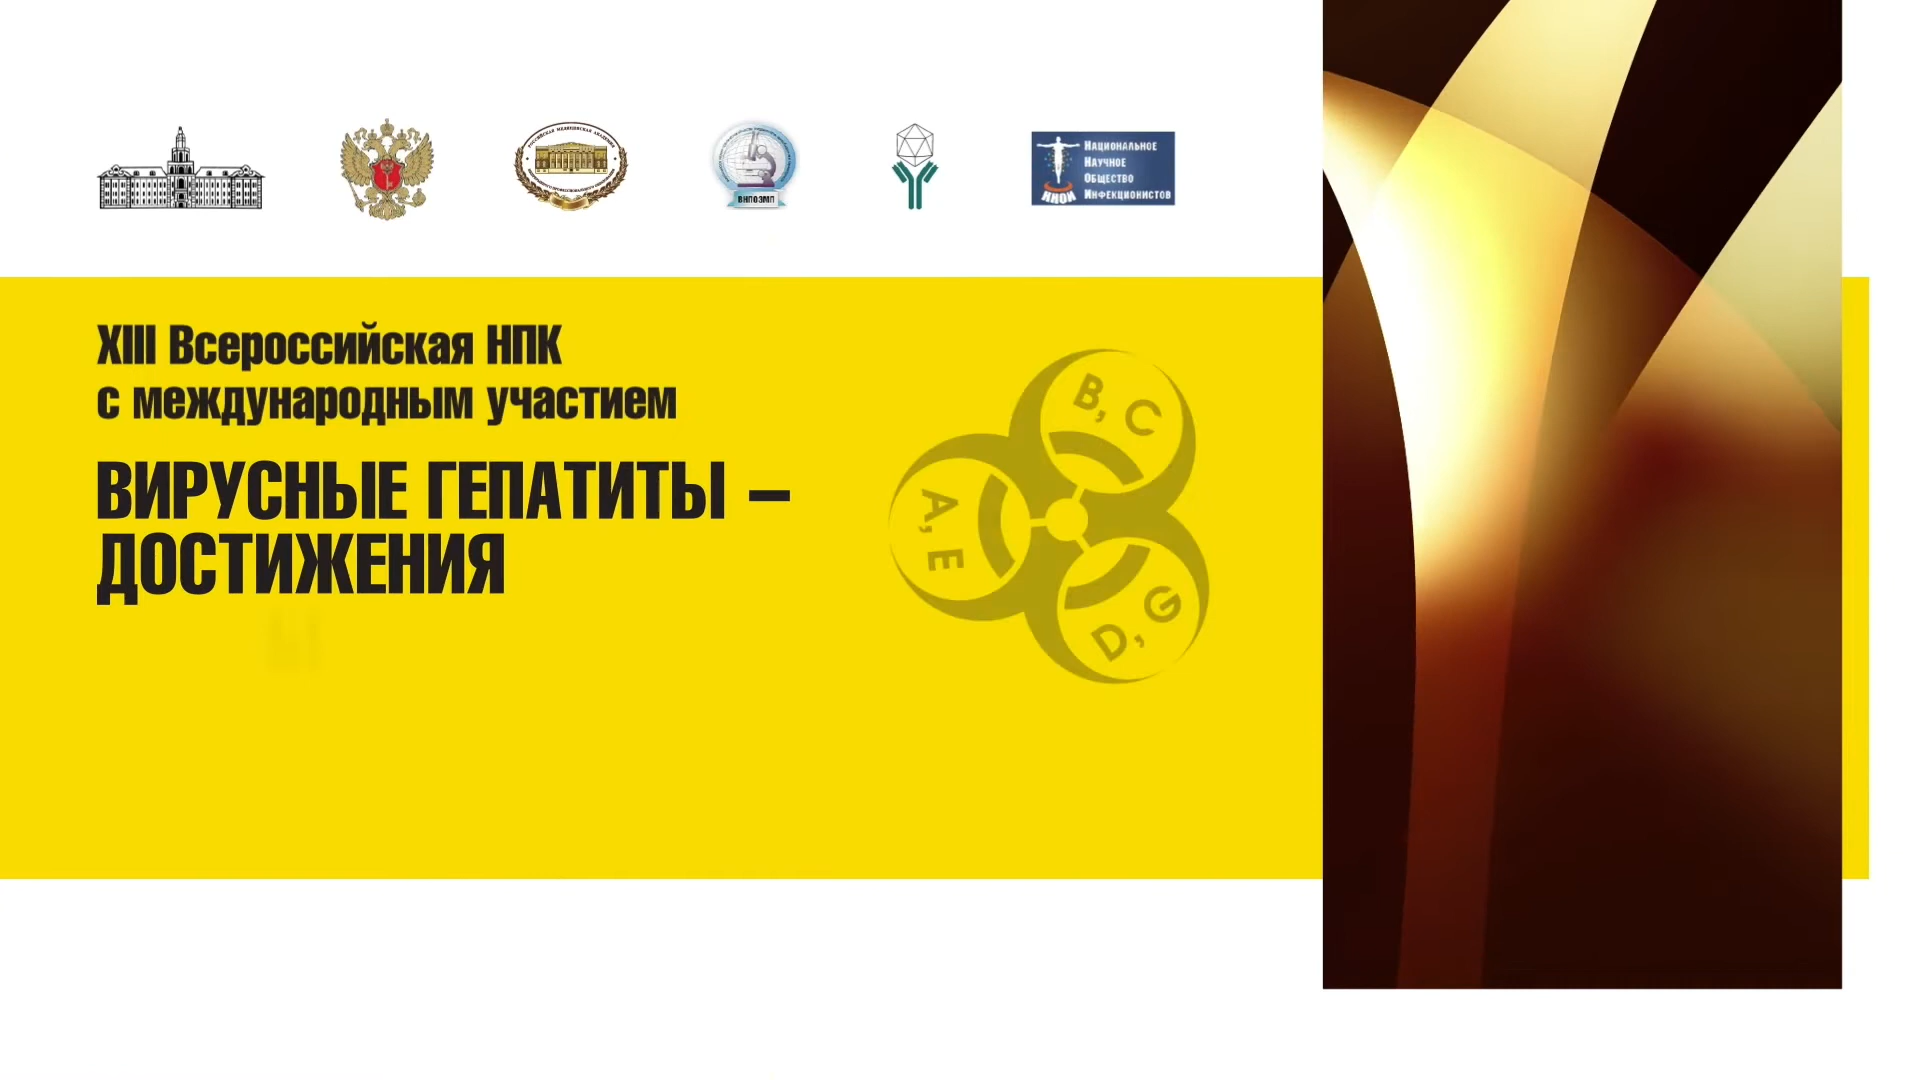 ВНПОЭМП
ННОИ
Национальное
Научное
Общество
Инфекционистов
XIII Всероссийская НПК
с международным участием
ВИРУСНЫЕ ГЕПАТИТЫ –
ДОСТИЖЕНИЯ
B, C
A, E
D, G